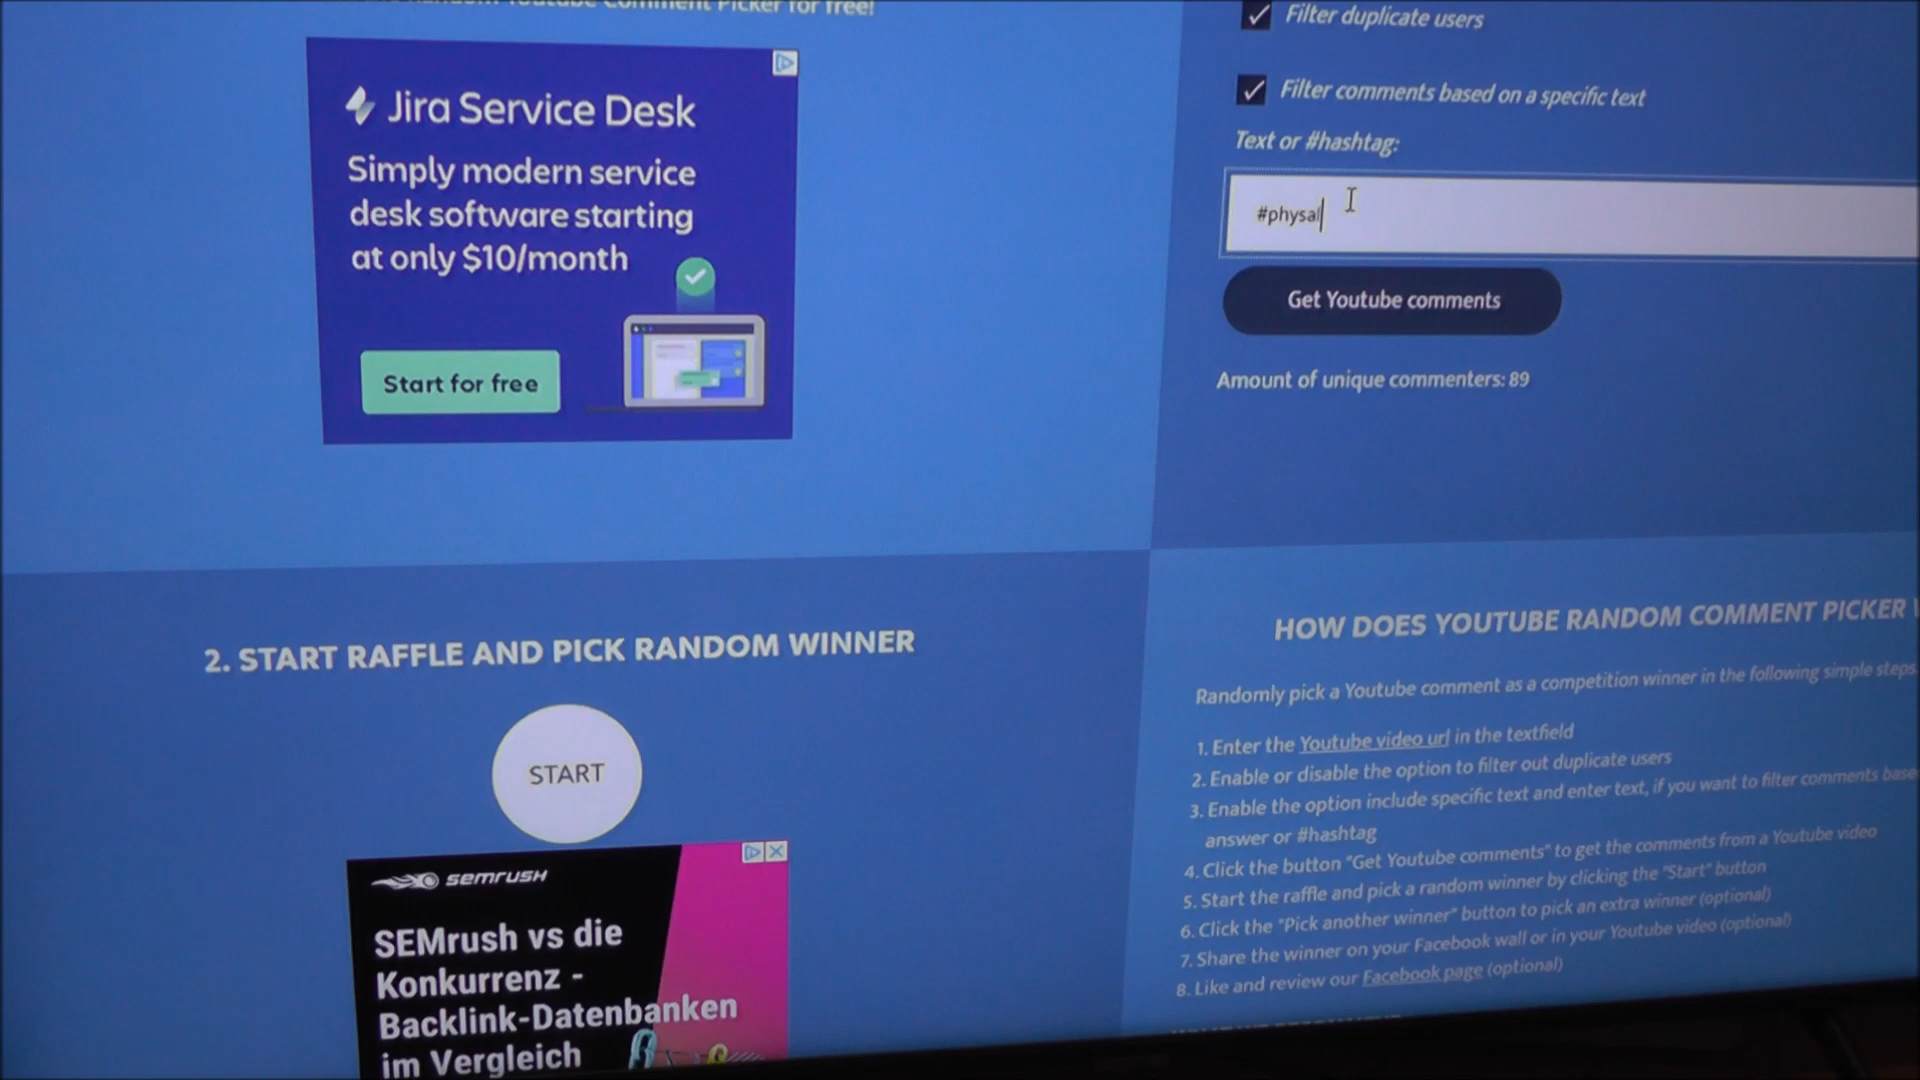 Random Youtube Comment Picker for free!
Jira Service Desk
Simply modern service
desk software starting
at only $10/month
Start for free
Filter duplicate users
Filter comments based on a specific text
Text or #hashtag:
#physal
Get Youtube comments
Amount of unique commenters: 89
2. START RAFFLE AND PICK RANDOM WINNER
START
SEMRUSH
SEMrush vs die
Konkurrenz -
Backlink-Datenbanken
im Vergleich
HOW DOES YOUTUBE RANDOM COMMENT PICKER
Randomly pick a Youtube comment as a competition winner in the following simple steps
1. Enter the Youtube video url in the textfield
2. Enable or disable the option to filter out duplicate users
3. Enable the option include specific text and enter text, if you want to filter comments base
answer or #hashtag
4. Click the button "Get Youtube comments" to get the comments from a Youtube video
5. Start the raffle and pick a random winner by clicking the "Start" button
6. Click the "Pick another winner" button to pick an extra winner (optional)
7. Share the winner on your Facebook wall or in your Youtube video (optional)
8. Like and review our Facebook page (optional)